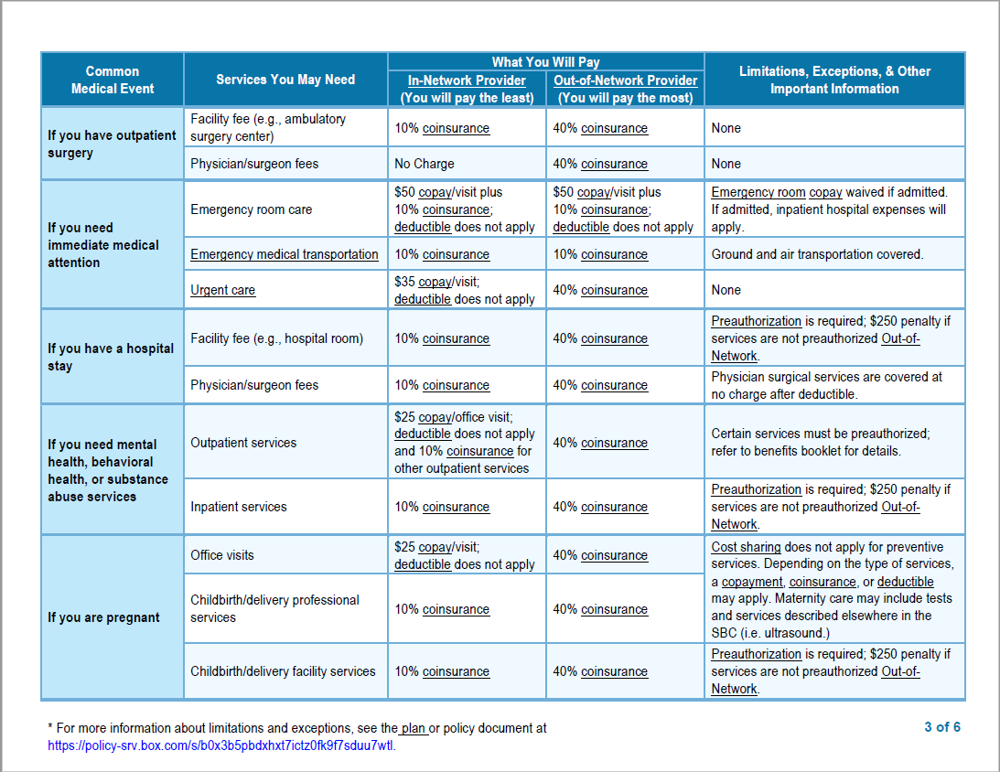 Common
Medical Event
Services You May Need
What You Will Pay
In-Network Provider
(You will pay the least)
Out-of-Network Provider
(You will pay the most)
Limitations, Exceptions, & Other
Important Information
If you have outpatient
surgery
Facility fee (e.g., ambulatory
surgery center)
10% coinsurance
40% coinsurance
None
Physician/surgeon fees
No Charge
40% coinsurance
None
If you need
immediate medical
attention
Emergency room care
$50 copay/visit plus
10% coinsurance;
deductible does not apply
$50 copay/visit plus
10% coinsurance;
deductible does not apply
Emergency room copay waived if admitted.
If admitted, inpatient hospital expenses will
apply.
Emergency medical transportation
10% coinsurance
10% coinsurance
Ground and air transportation covered.
Urgent care
$35 copay/visit;
deductible does not apply
40% coinsurance
None
If you have a hospital
stay
Facility fee (e.g., hospital room)
10% coinsurance
40% coinsurance
Preauthorization is required; $250 penalty if
services are not preauthorized Out-of-
Network.
Physician/surgeon fees
10% coinsurance
40% coinsurance
Physician surgical services are covered at
no charge after deductible.
If you need mental
health, behavioral
health, or substance
abuse services
Outpatient services
$25 copay/office visit;
deductible does not apply
and 10% coinsurance for
other outpatient services
40% coinsurance
Certain services must be preauthorized;
refer to benefits booklet for details.
Inpatient services
10% coinsurance
40% coinsurance
Preauthorization is required; $250 penalty if
services are not preauthorized Out-of-
Network.
If you are pregnant
Office visits
$25 copay/visit;
deductible does not apply
40% coinsurance
Cost sharing does not apply for preventive
services. Depending on the type of services,
a copayment, coinsurance, or deductible
may apply. Maternity care may include tests
and services described elsewhere in the
SBC (i.e. ultrasound.)
Childbirth/delivery professional
services
10% coinsurance
40% coinsurance
Childbirth/delivery facility services
10% coinsurance
40% coinsurance
Preauthorization is required; $250 penalty if
services are not preauthorized Out-of-
Network.
* For more information about limitations and exceptions, see the plan or policy document at
https://policy-srv.box.com/s/b0x3b5pbdxhxt7ictz0fk9f7sduu7wtl.
3 of 6